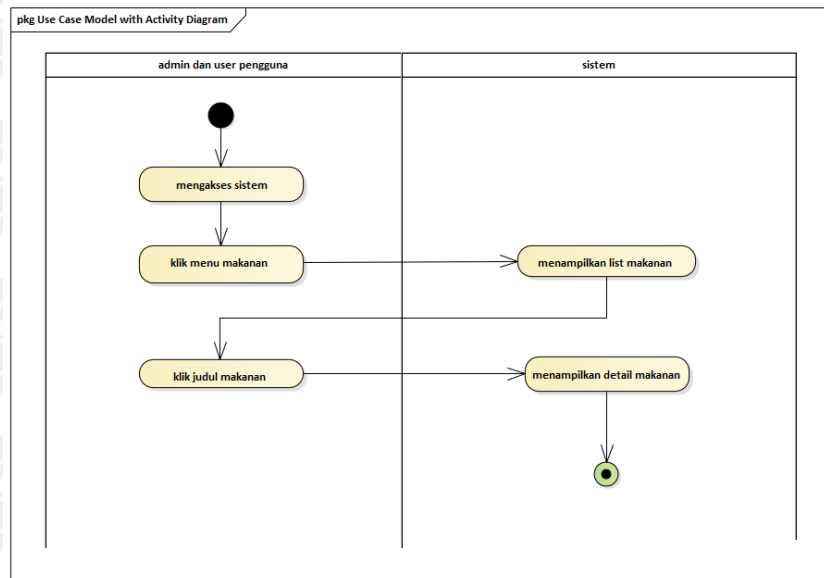 pkg Use Case Model with Activity Diagram
admin dan user pengguna
sistem
mengakses sistem
klik menu makanan
menampilkan list makanan
klik judul makanan
menampilkan detail makanan